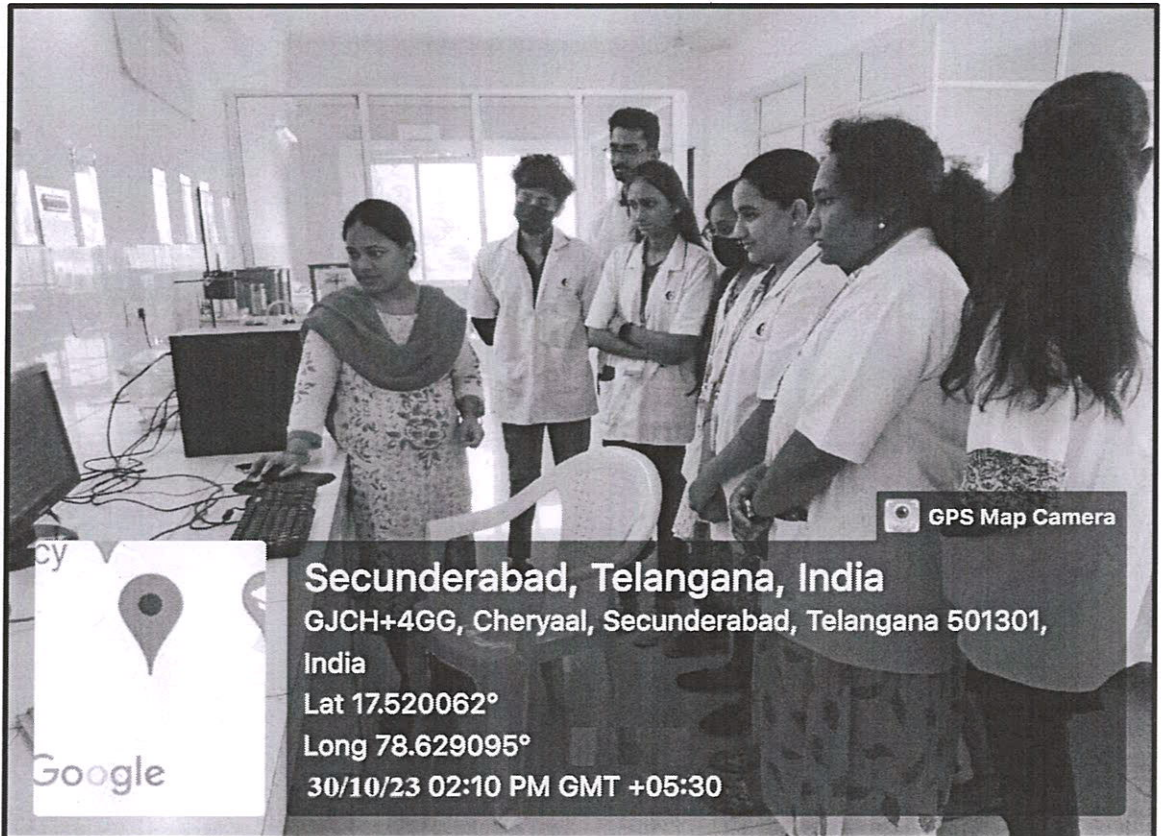 GPS Map Camera
cy
Google
Secunderabad, Telangana, India
GJCH+4GG, Cheryaal, Secunderabad, Telangana 501301,
India
Lat 17.520062°
Long 78.629095°
30/10/23 02:10 PM GMT +05:30